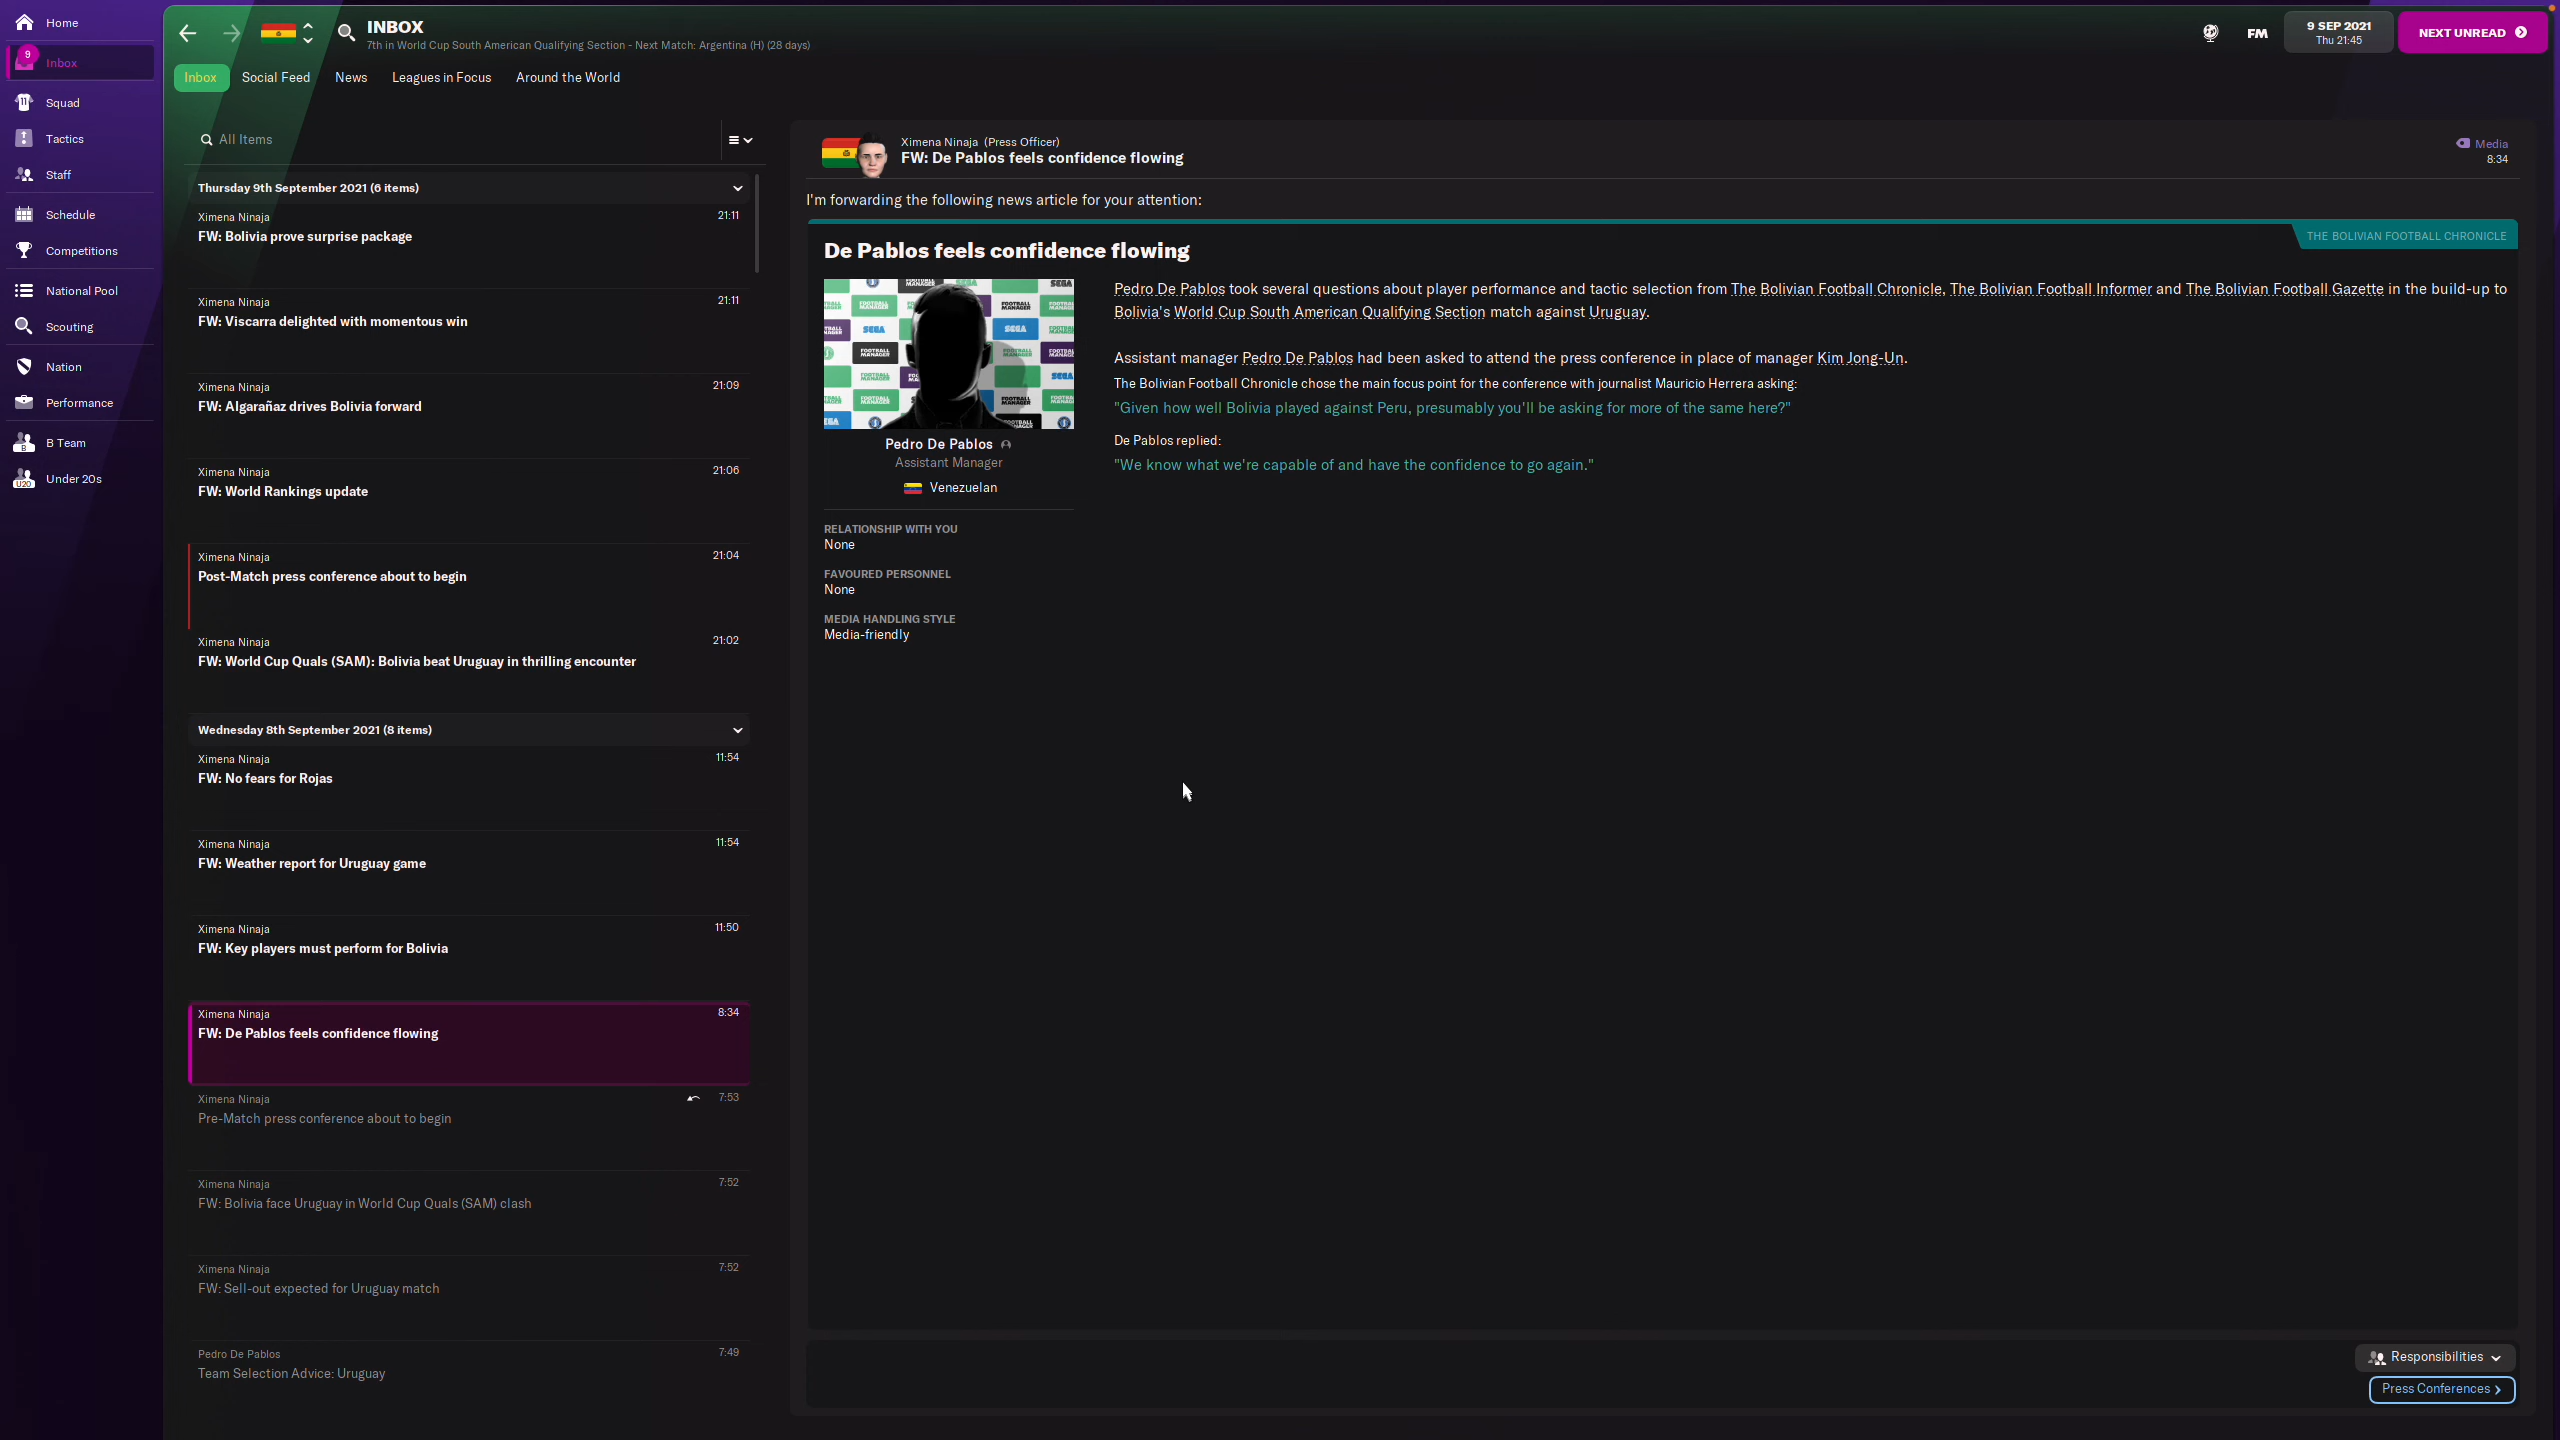 Home
9
Inbox
Squad
Tactics
Staff
Schedule
Competitions
National Pool
Scouting
Nation
Performance
B Team
Under 20s
INBOX
7th in World Cup South American Qualifying Section - Next Match: Argentina (H) (28 days)
FM
9 SEP 2021
Thu 21:45
NEXT UNREAD
Inbox
Social Feed
News
Leagues in Focus
Around the World
All Items
Thursday 9th September 2021 (6 items)
Ximena Ninaja
21:11
FW: Bolivia prove surprise package
Ximena Ninaja
21:11
FW: Viscarra delighted with momentous win
Ximena Ninaja
21:09
FW: Algarañaz drives Bolivia forward
Ximena Ninaja
21:06
FW: World Rankings update
Ximena Ninaja
21:04
Post-Match press conference about to begin
Ximena Ninaja
21:02
FW: World Cup Quals (SAM): Bolivia beat Uruguay in thrilling encounter
Wednesday 8th September 2021 (8 items)
Ximena Ninaja
11:54
FW: No fears for Rojas
Ximena Ninaja
11:54
FW: Weather report for Uruguay game
Ximena Ninaja
11:50
FW: Key players must perform for Bolivia
Ximena Ninaja
8:34
FW: De Pablos feels confidence flowing
Ximena Ninaja
7:53
Pre-Match press conference about to begin
Ximena Ninaja
7:52
FW: Bolivia face Uruguay in World Cup Quals (SAM) clash
Ximena Ninaja
7:52
FW: Sell-out expected for Uruguay match
Pedro De Pablos
7:49
Team Selection Advice: Uruguay
Ximena Ninaja (Press Officer)
FW: De Pablos feels confidence flowing
Media
8:34
I'm forwarding the following news article for your attention:
THE BOLIVIAN FOOTBALL CHRONICLE
De Pablos feels confidence flowing
Pedro De Pablos
Assistant Manager
Venezuelan
RELATIONSHIP WITH YOU
None
FAVOURED PERSONNEL
None
MEDIA HANDLING STYLE
Media-friendly
Pedro De Pablos took several questions about player performance and tactic selection from The Bolivian Football Chronicle, The Bolivian Football Informer and The Bolivian Football Gazette in the build-up to
Bolivia's World Cup South American Qualifying Section match against Uruguay.
Assistant manager Pedro De Pablos had been asked to attend the press conference in place of manager Kim Jong-Un.
The Bolivian Football Chronicle chose the main focus point for the conference with journalist Mauricio Herrera asking:
"Given how well Bolivia played against Peru, presumably you'll be asking for more of the same here?"
De Pablos replied:
"We know what we're capable of and have the confidence to go again."
Responsibilities
Press Conferences